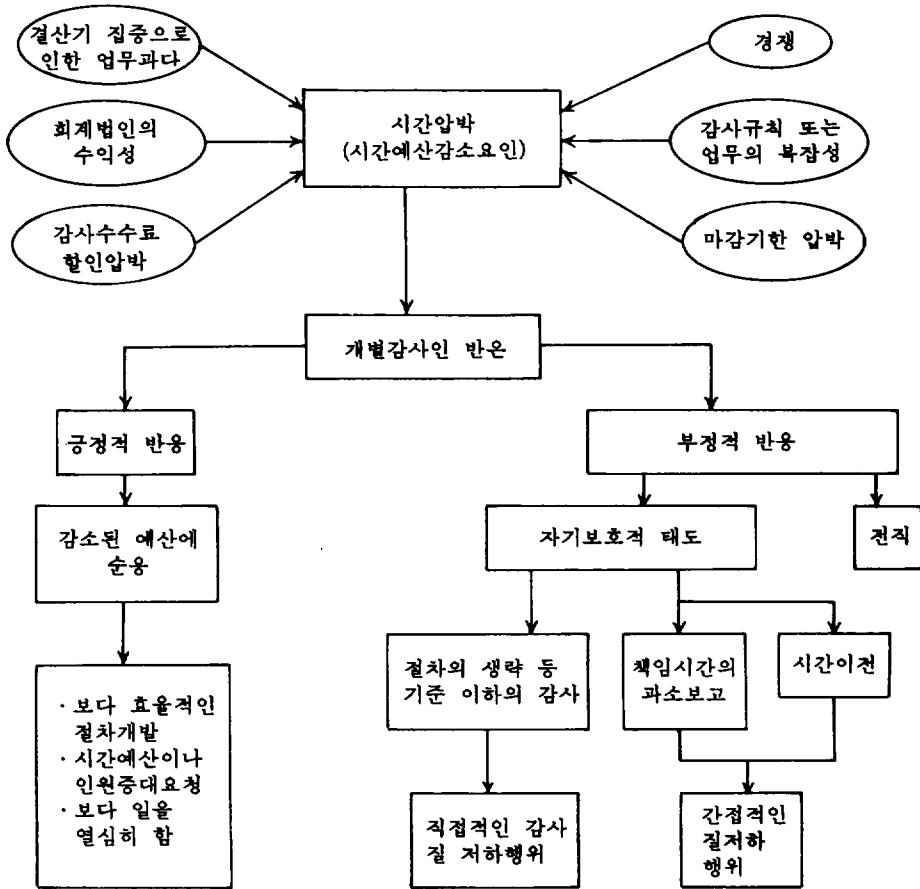 결산기 집중으로
인한 업무과다
회계법인의
수익성
감사수수료
할인압박
시간압박
(시간예산감소요인)
경쟁
감사규칙 또는
업무의 복잡성
마감기한 압박
개별감사인 반은
긍정적 반응
부정적 반응
감소된 예산에
순응
자기보호적 태도
전직
· 보다 효율적인
절차개발
· 시간예산이나
인원증대요청
· 보다 일을
열심히 함
절차의 생략 등
기준 이하의 감사
책임시간의
과소보고
시간이전
직접적인 감사
질 저하행위
간접적인
질저하
행위